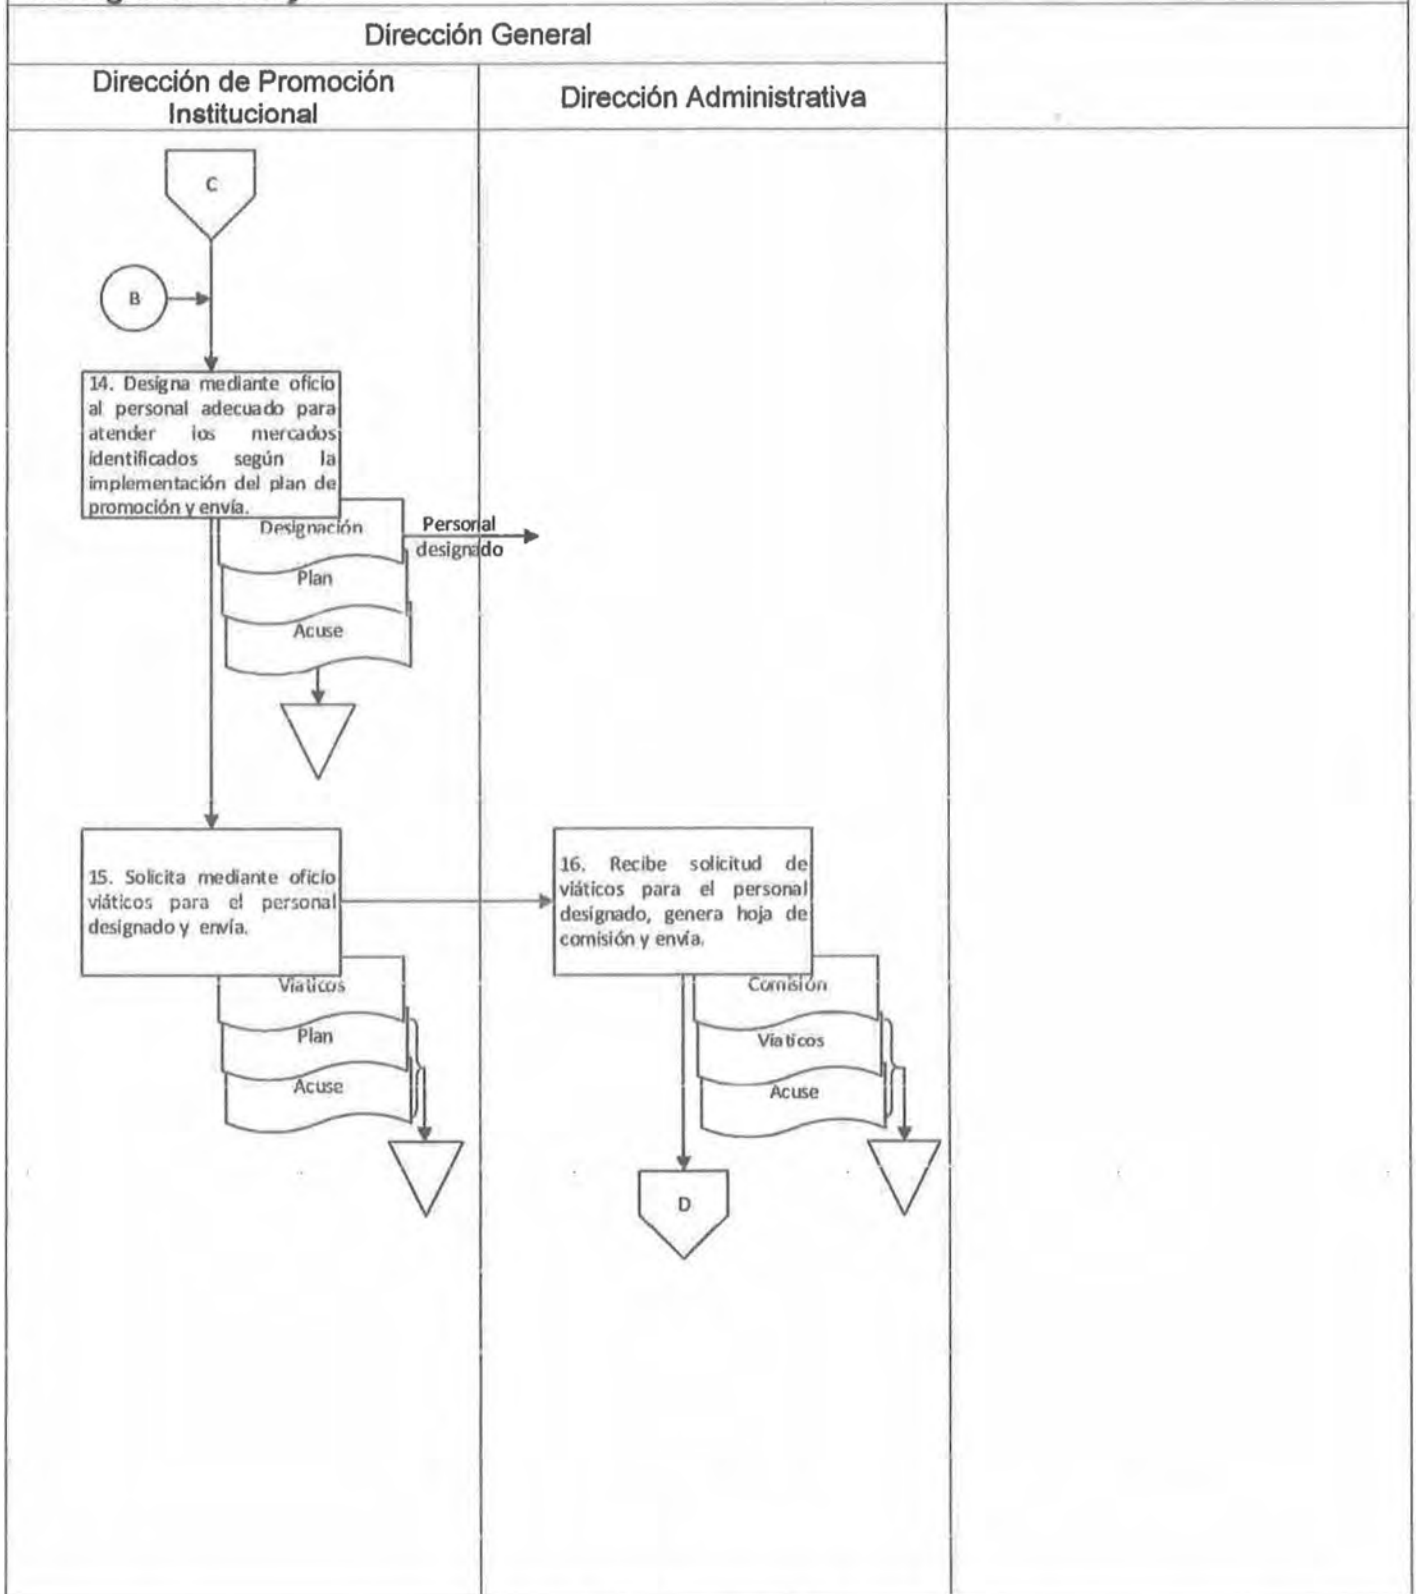 Dirección General
Dirección de Promoción
Institucional
Dirección Administrativa
C
B
14. Designa mediante oficio
al personal adecuado para
atender los mercados
identificados según la
implementación del plan de
promoción y envía.
Designación
Personal
designado
Plan
Acuse
15. Solicita mediante oficio
viáticos para el personal
designado y envía.
16. Recibe solicitud de
viáticos para el personal
designado, genera hoja de
comisión y envía.
Viaticos
Plan
Acuse
Comisión
Viaticos
Acuse
D